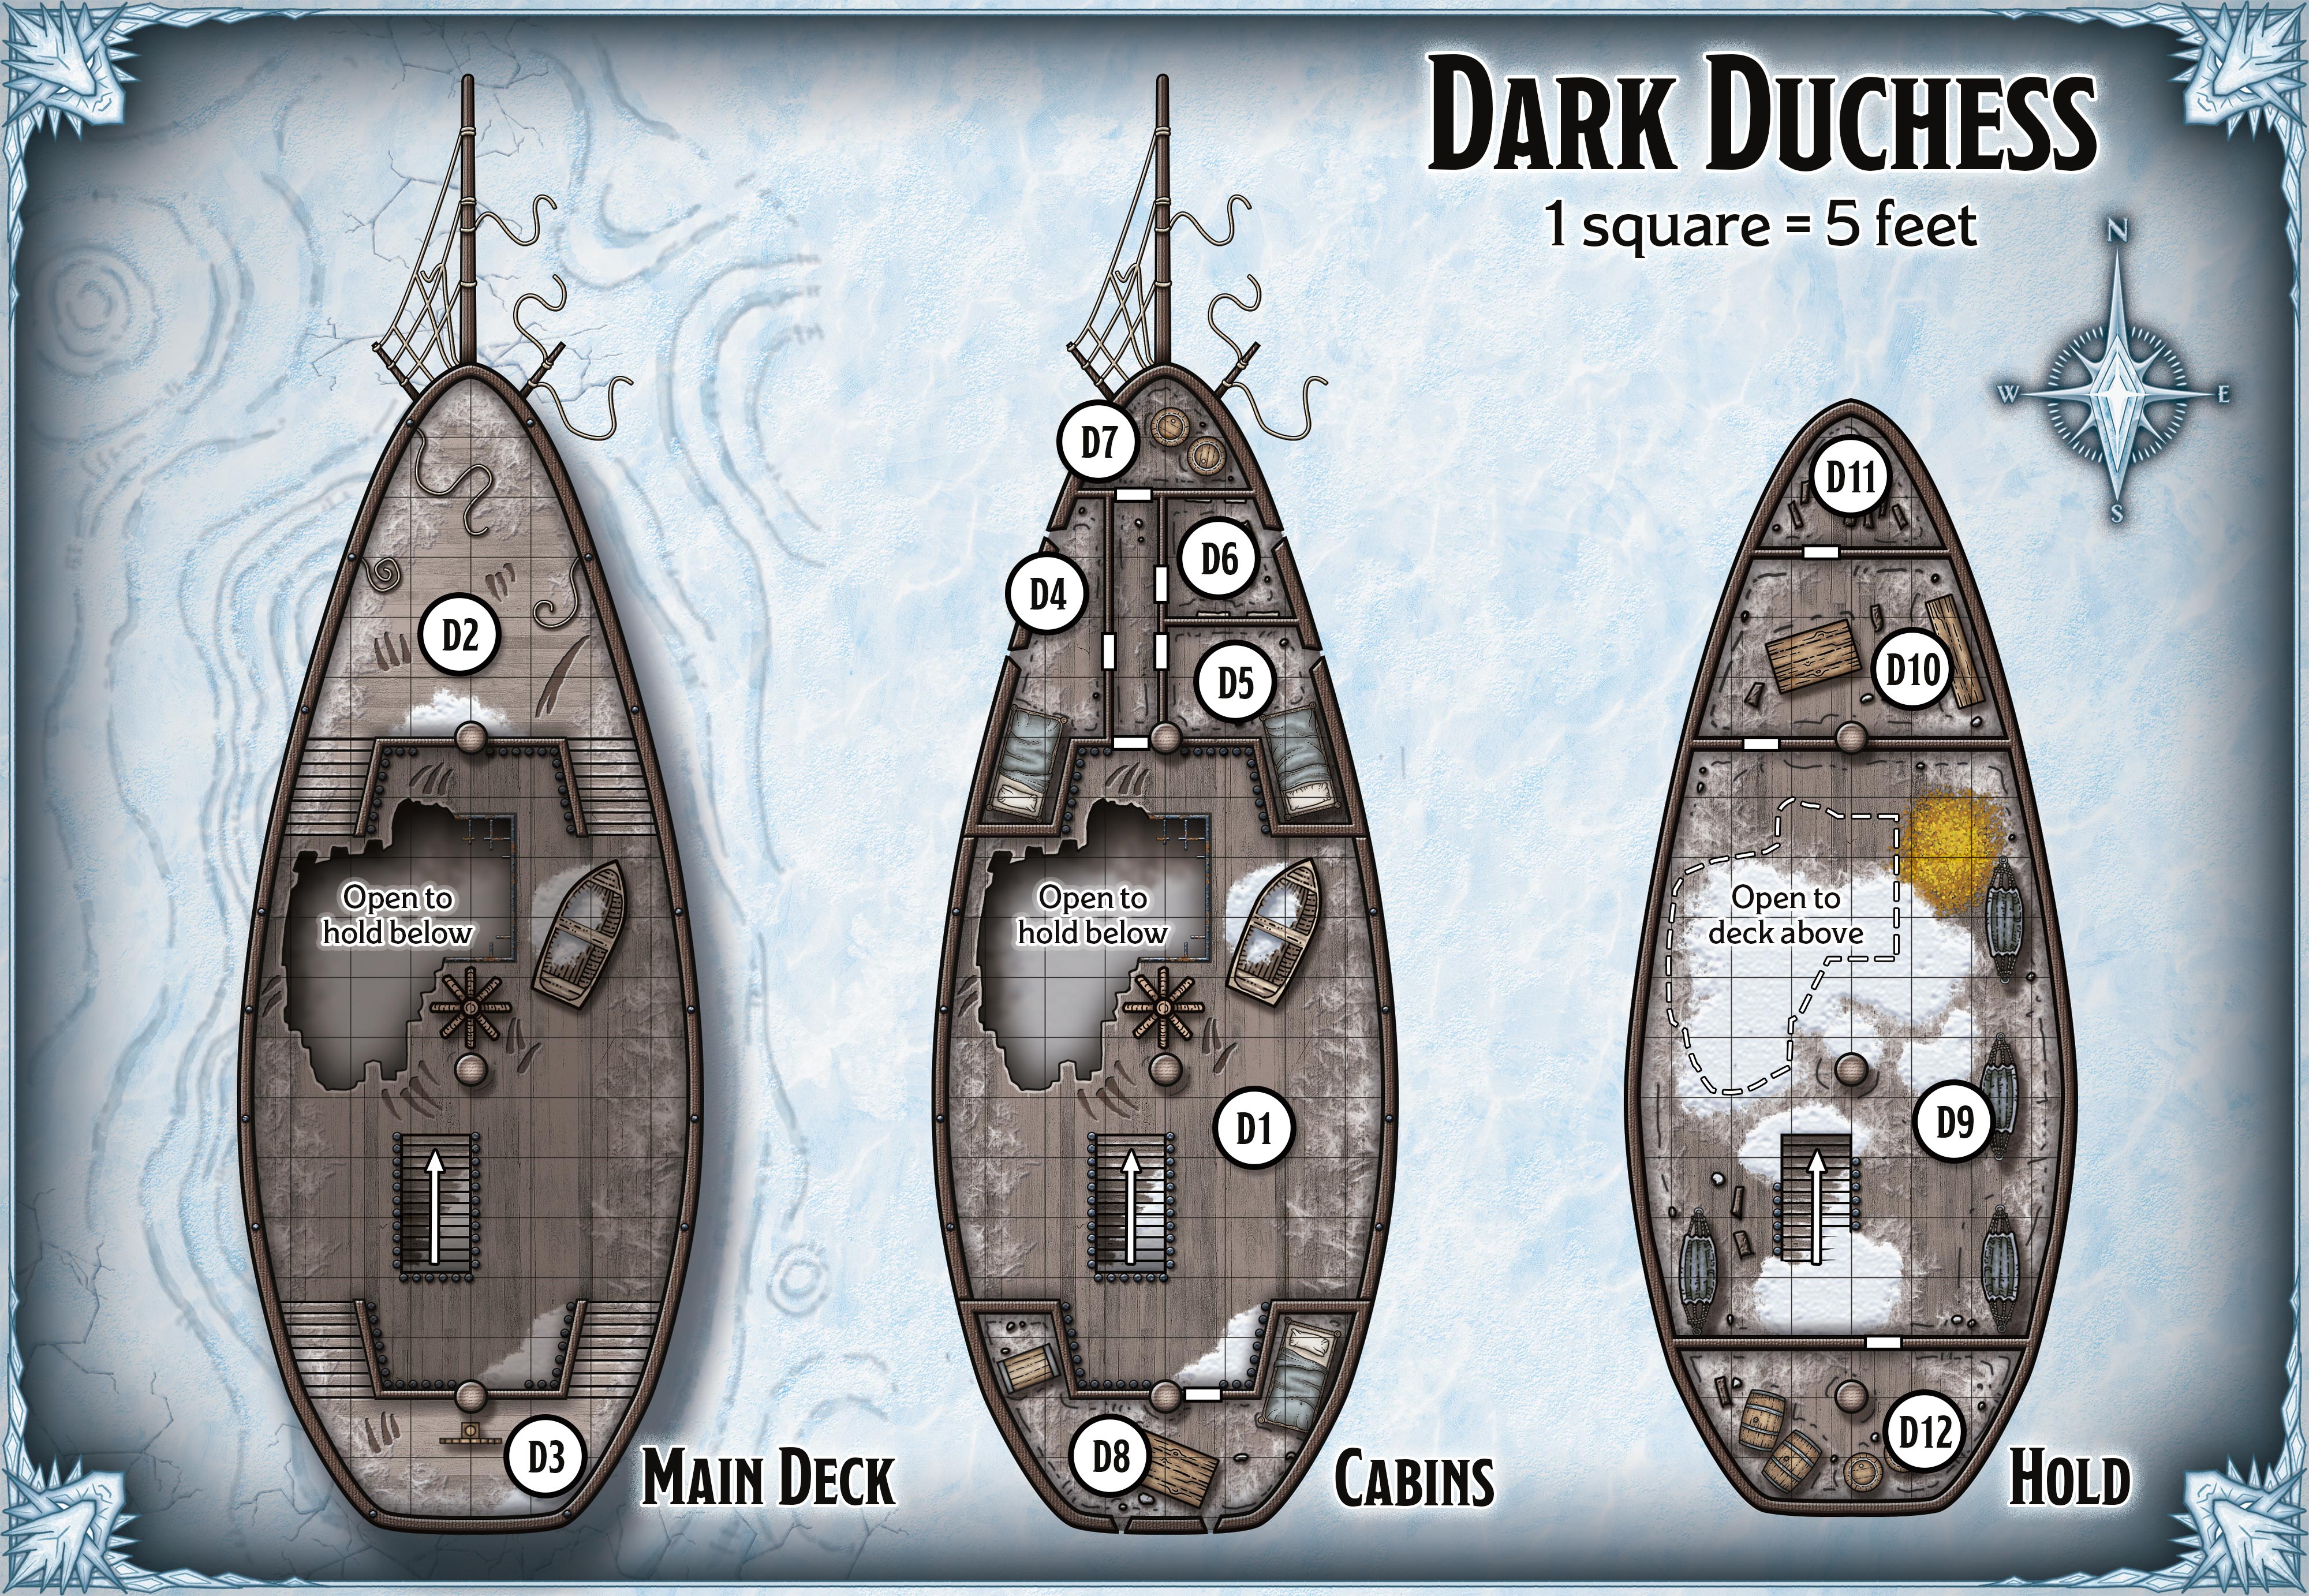 DARK DUCHESS
1 square = 5 feet
N
W
E
S
D2
Open to
hold below
D3
MAIN DECK
D7
D4
D6
D5
Open to
hold below
D1
D8
CABINS
D11
D10
Open to
deck above
D9
D12
HOLD